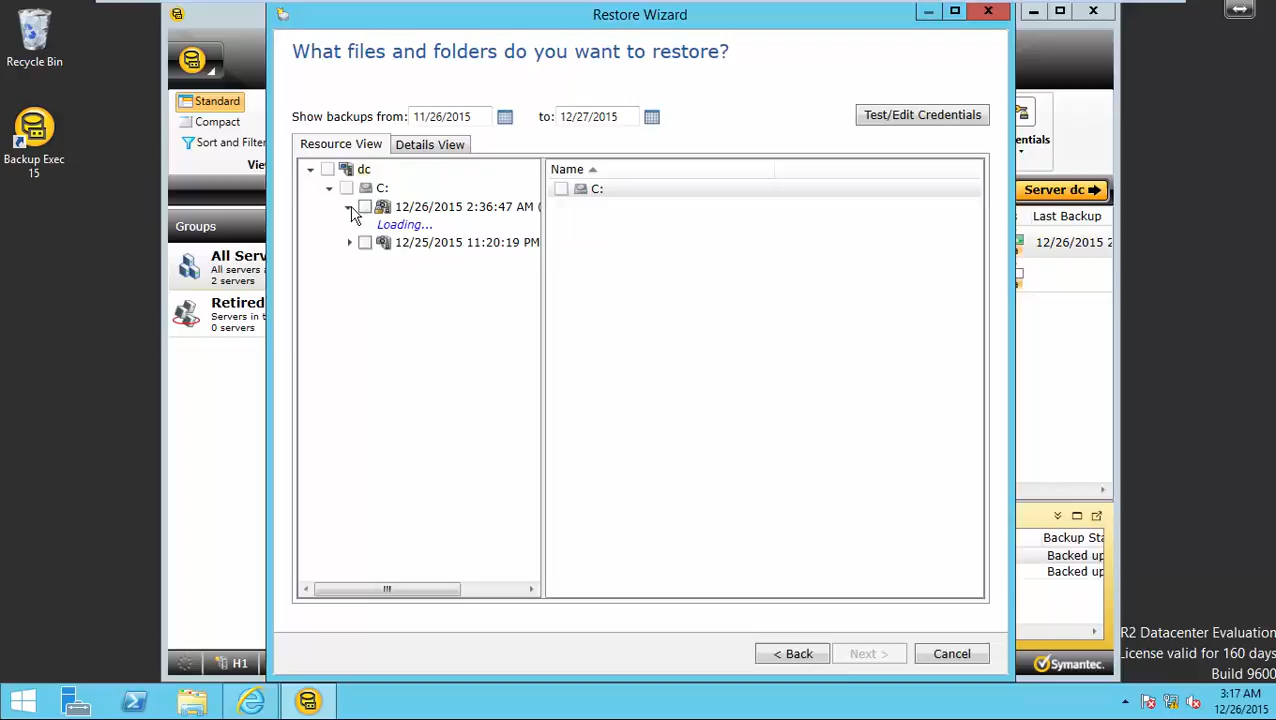 Restore Wizard
What files and folders do you want to restore?
Show backups from: 11/26/2015 to: 12/27/2015 Test/Edit Credentials
Resource View Details View
dc
C:
12/26/2015 2:36:47 AM (
Loading...
12/25/2015 11:20:19 PM
Name
C:
< Back Next > Cancel
Recycle Bin
Backup Exec
15
Standard
Compact
Sort and Filter
Groups
All Serv
All servers
2 servers
Retired
Servers in t
0 servers
H1
Server dc
Last Backup
12/26/2015 2
Backup Sta
Backed up
Backed up
Symantec.
R2 Datacenter Evaluation
License valid for 160 days
Build 9600
3:17 AM
12/26/2015